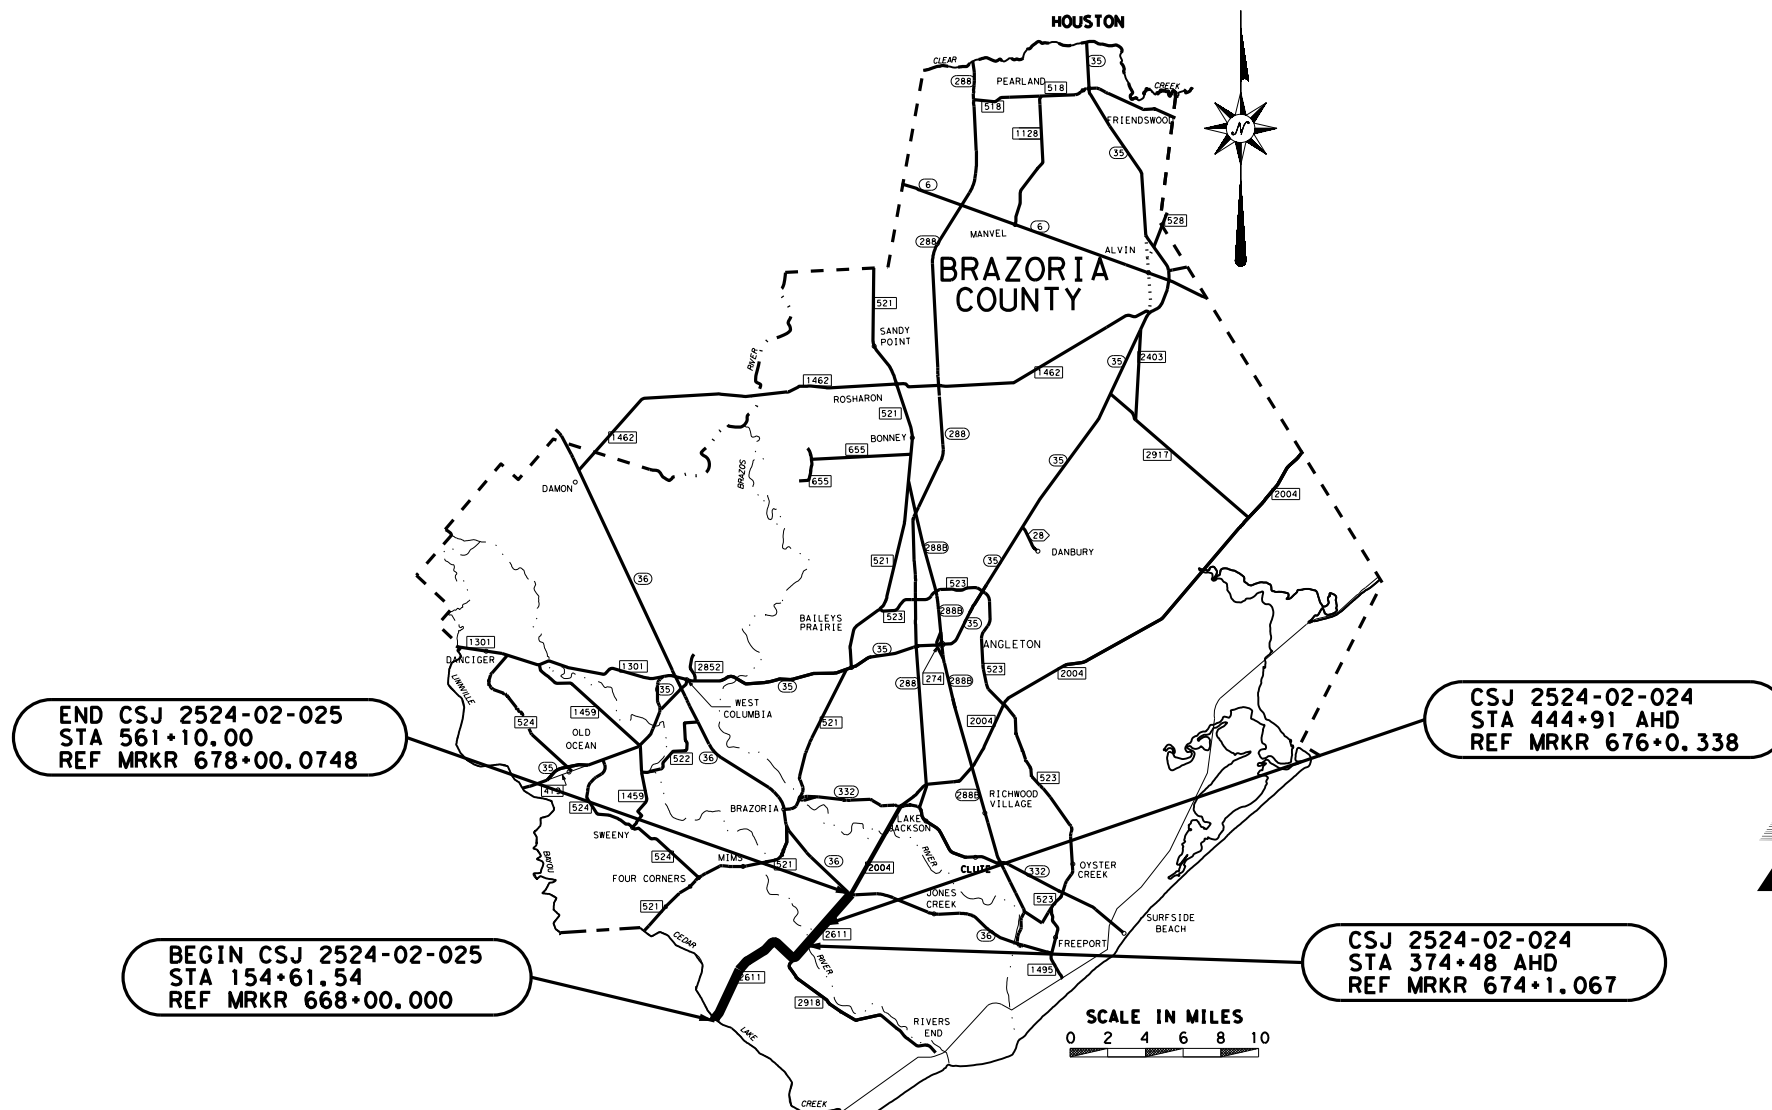 HOUSTON
CLEAR
35
288
PEARLAND
518
CREEK
518
FRIENDSWOOD
1128
35
6
528
6
MANVEL
288
ALVIN
BRAZORIA
COUNTY
521
SANDY
POINT
RIVER
35
2403
1462
1462
ROSHARON
521
1462
BONNEY
288
655
2917
35
BRAZOS
655
DAMON
2004
28
288B
DANBURY
521
35
36
523
288B
523
BAILEYS
PRAIRIE
35
1301
35
ANGLETON
DANCIGER
1301
2852
523
2004
LINNVILLE
35
35
288
274
288B
WEST
COLUMBIA
1459
524
521
2004
OLD
OCEAN
END CSJ 2524-02-025
STA 561+10.00
REF MRKR 678+00.0748
CSJ 2524-02-024
STA 444+91 AHD
REF MRKR 676+0.338
522
36
35
523
332
288B
RICHWOOD
VILLAGE
1459
524
BRAZORIA
LAKE
JACKSON
SWEENY
RIVER
BAYOU
524
MIMS
521
36
2004
CLUTE
332
OYSTER
CREEK
FOUR CORNERS
JONES
CREEK
523
521
SURFSIDE
BEACH
CEDAR
2611
36
FREEPORT
BEGIN CSJ 2524-02-025
STA 154+61.54
REF MRKR 668+00.000
CSJ 2524-02-024
STA 374+48 AHD
REF MRKR 674+1.067
2611
RIVER
1495
2918
RIVERS
END
LAKE
SCALE IN MILES
0 2 4 6 8 10
CREEK
N